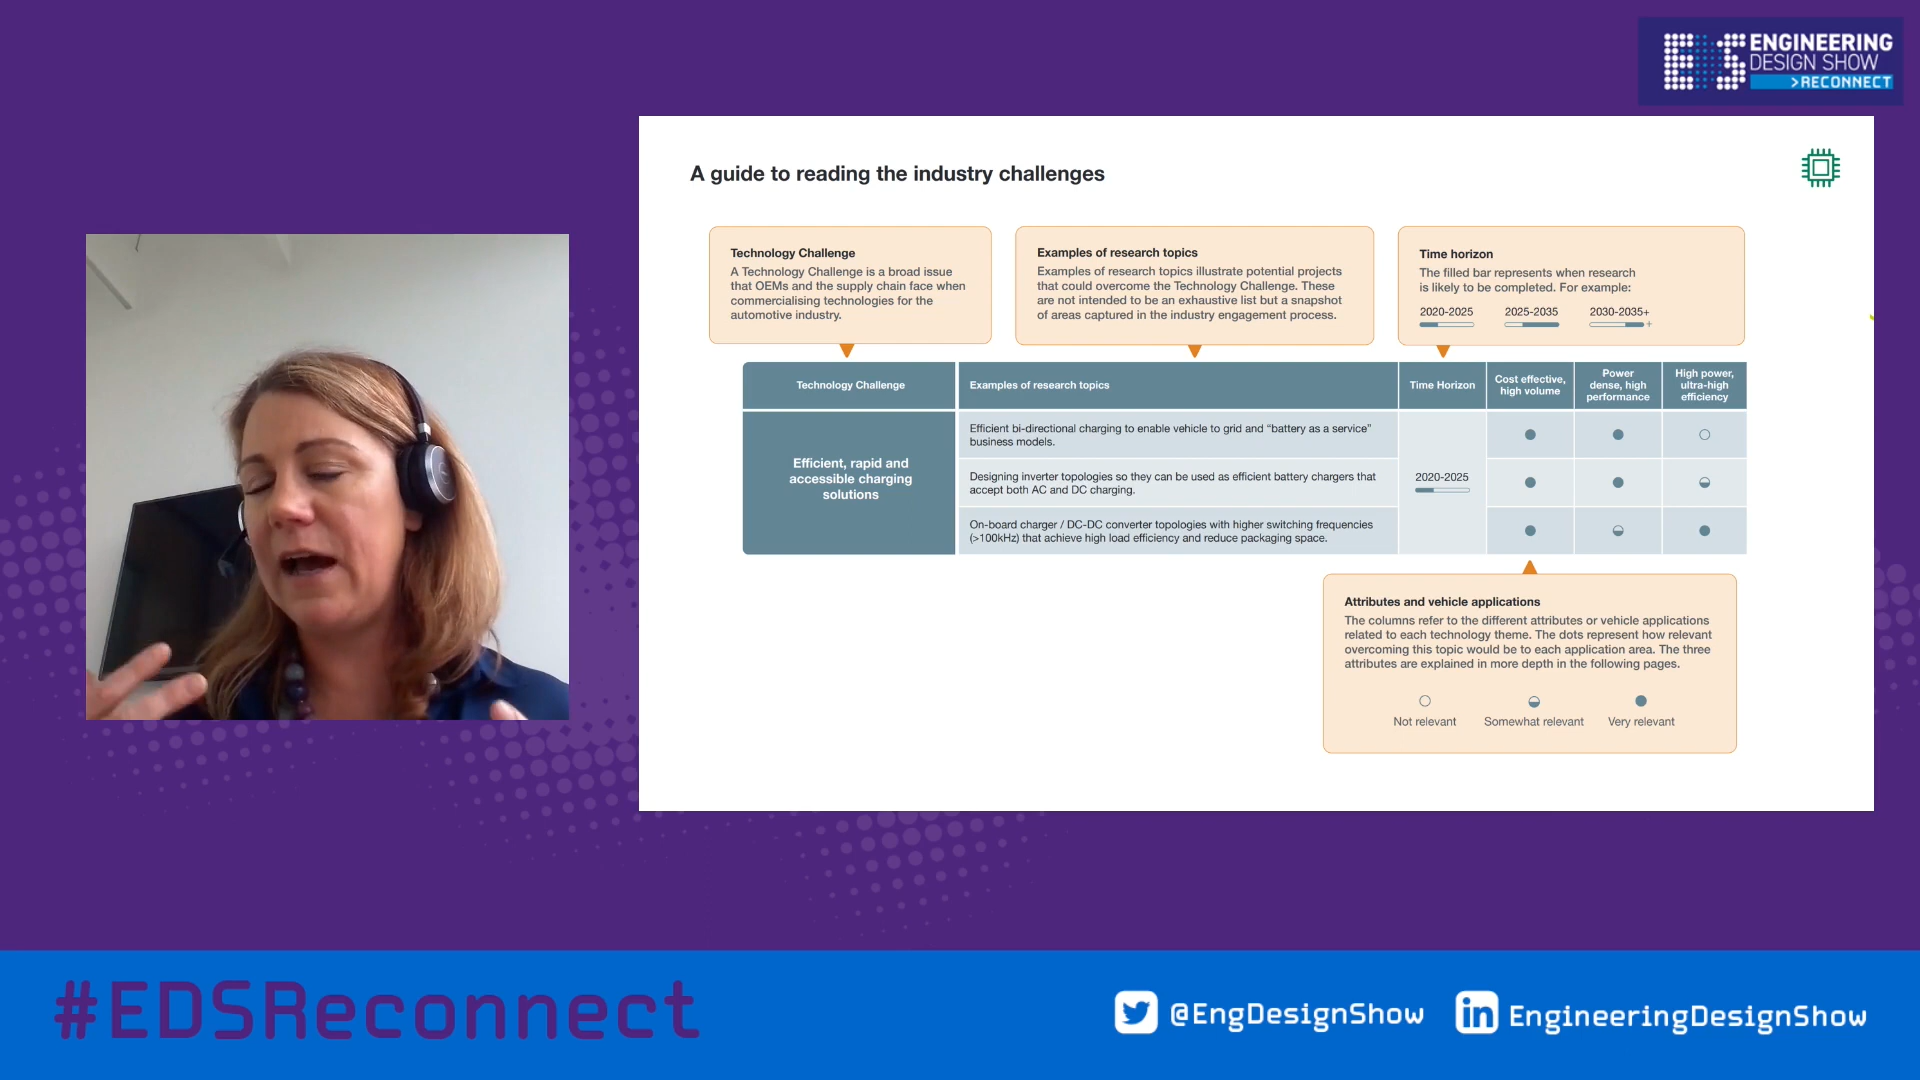 ENGINEERING
DESIGN SHOW
>RECONNECT
A guide to reading the industry challenges
Technology Challenge
A Technology Challenge is a broad issue
that OEMs and the supply chain face when
commercialising technologies for the
automotive industry.
Examples of research topics
Examples of research topics illustrate potential projects
that could overcome the Technology Challenge. These
are not intended to be an exhaustive list but a snapshot
of areas captured in the industry engagement process.
Time horizon
The filled bar represents when research
is likely to be completed. For example:
2020-2025 2025-2035 2030-2035+
+
Technology Challenge
Examples of research topics
Time Horizon
Cost effective,
high volume
Power
dense, high
performance
High power,
ultra-high
efficiency
Efficient, rapid and
accessible charging
solutions
Efficient bi-directional charging to enable vehicle to grid and “battery as a service”
business models.
Designing inverter topologies so they can be used as efficient battery chargers that
accept both AC and DC charging.
On-board charger / DC-DC converter topologies with higher switching frequencies
(>100kHz) that achieve high load efficiency and reduce packaging space.
2020-2025
Attributes and vehicle applications
The columns refer to the different attributes or vehicle applications
related to each technology theme. The dots represent how relevant
overcoming this topic would be to each application area. The three
attributes are explained in more depth in the following pages.
Not relevant Somewhat relevant Very relevant
#EDSReconnect
@EngDesignShow
in EngineeringDesignShow